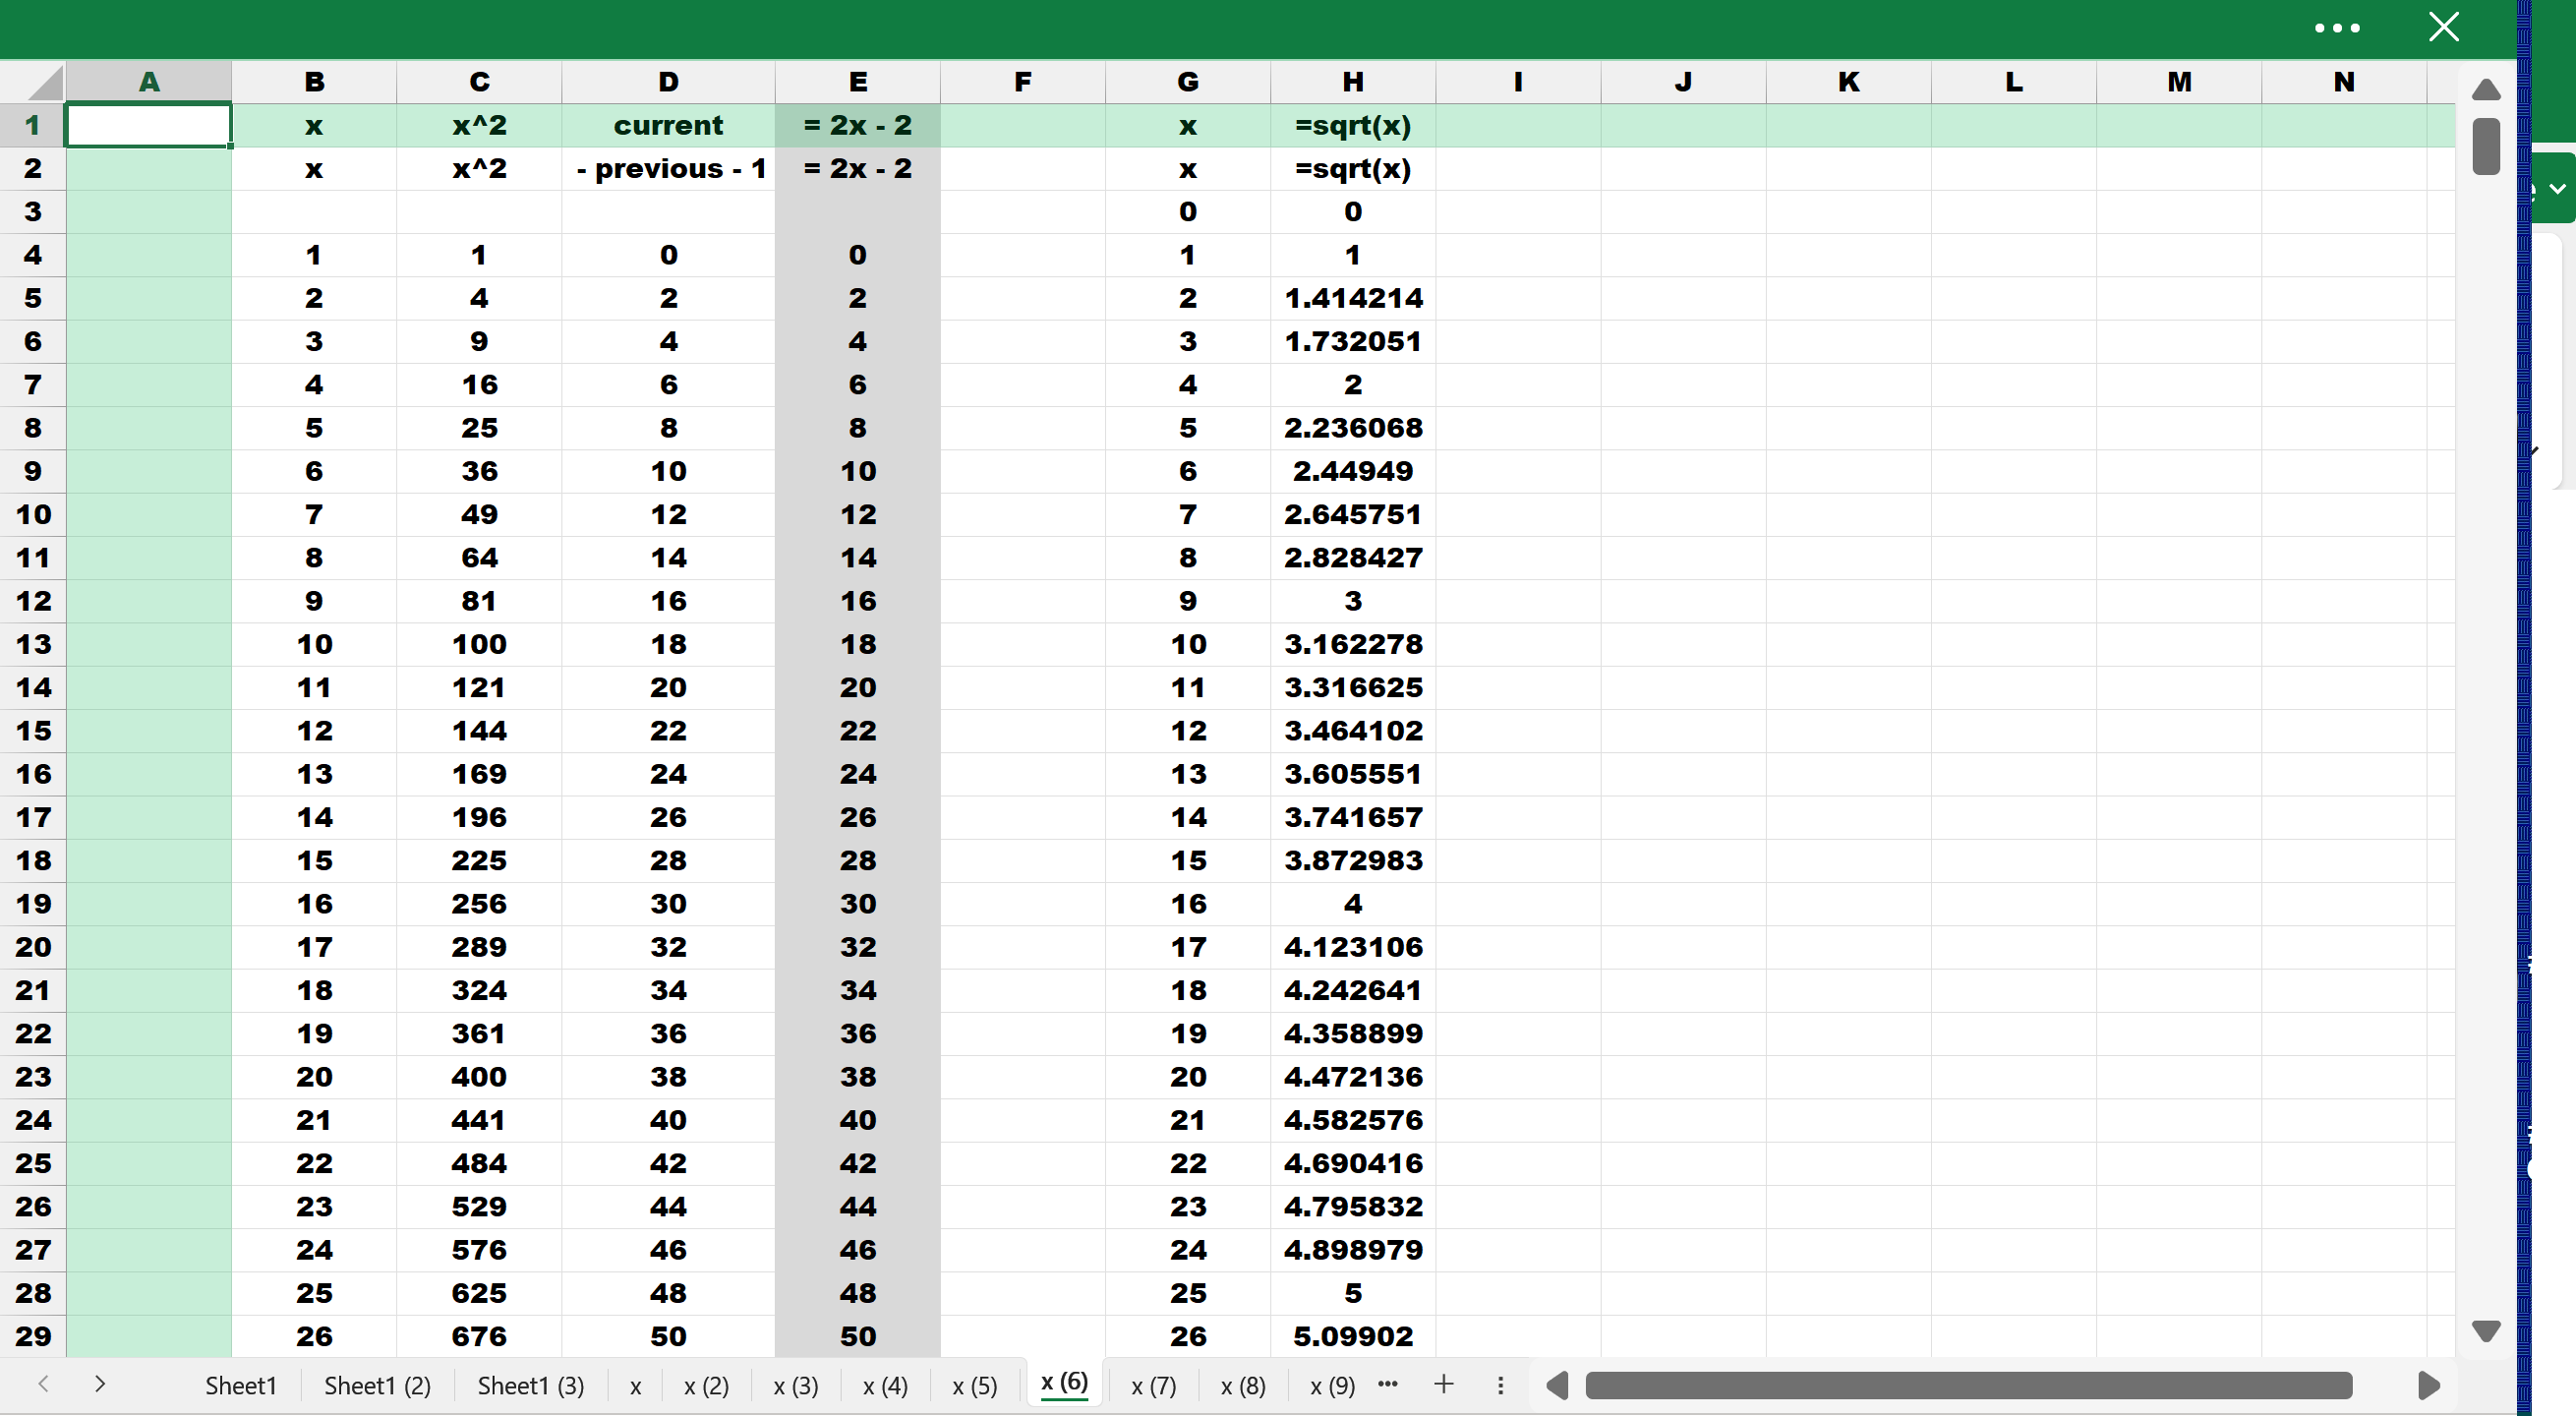 A B C D E F G H I J K L M N
1 x x^2 current = 2x - 2 x =sqrt(x)
2 x x^2 - previous - 1 = 2x - 2 x =sqrt(x)
3 0 0
4 1 1 0 0 1 1
5 2 4 2 2 2 1.414214
6 3 9 4 4 3 1.732051
7 4 16 6 6 4 2
8 5 25 8 8 5 2.236068
9 6 36 10 10 6 2.44949
10 7 49 12 12 7 2.645751
11 8 64 14 14 8 2.828427
12 9 81 16 16 9 3
13 10 100 18 18 10 3.162278
14 11 121 20 20 11 3.316625
15 12 144 22 22 12 3.464102
16 13 169 24 24 13 3.605551
17 14 196 26 26 14 3.741657
18 15 225 28 28 15 3.872983
19 16 256 30 30 16 4
20 17 289 32 32 17 4.123106
21 18 324 34 34 18 4.242641
22 19 361 36 36 19 4.358899
23 20 400 38 38 20 4.472136
24 21 441 40 40 21 4.582576
25 22 484 42 42 22 4.690416
26 23 529 44 44 23 4.795832
27 24 576 46 46 24 4.898979
28 25 625 48 48 25 5
29 26 676 50 50 26 5.09902
Sheet1 Sheet1 (2) Sheet1 (3) x x (2) x (3) x (4) x (5) x (6) x (7) x (8) x (9)